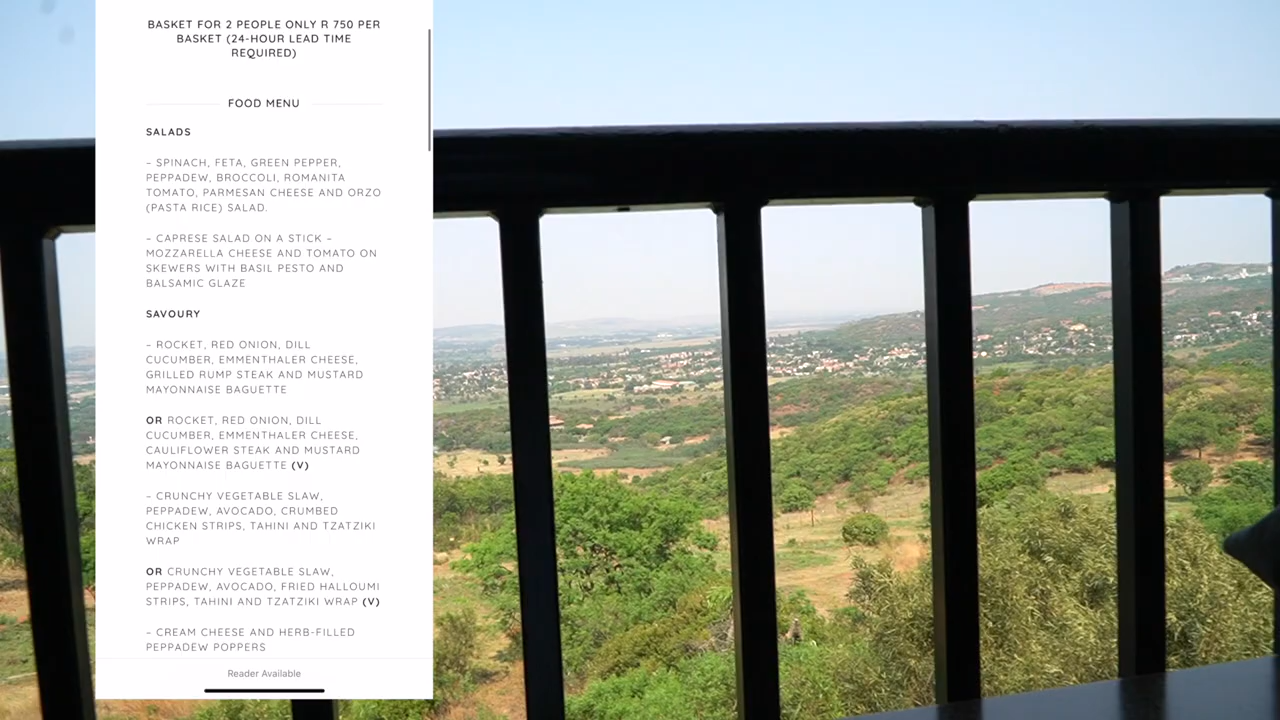 BASKET FOR 2 PEOPLE ONLY R 750 PER
BASKET (24-HOUR LEAD TIME
REQUIRED)
FOOD MENU
SALADS
– SPINACH, FETA, GREEN PEPPER,
PEPPADEW, BROCCOLI, ROMANITA
TOMATO, PARMESAN CHEESE AND ORZO
(PASTA RICE) SALAD.
– CAPRESE SALAD ON A STICK –
MOZZARELLA CHEESE AND TOMATO ON
SKEWERS WITH BASIL PESTO AND
BALSAMIC GLAZE
SAVOURY
– ROCKET, RED ONION, DILL
CUCUMBER, EMMENTHALER CHEESE,
GRILLED RUMP STEAK AND MUSTARD
MAYONNAISE BAGUETTE
OR ROCKET, RED ONION, DILL
CUCUMBER, EMMENTHALER CHEESE,
CAULIFLOWER STEAK AND MUSTARD
MAYONNAISE BAGUETTE (V)
– CRUNCHY VEGETABLE SLAW,
PEPPADEW, AVOCADO, CRUMBED
CHICKEN STRIPS, TAHINI AND TZATZIKI
WRAP
OR CRUNCHY VEGETABLE SLAW,
PEPPADEW, AVOCADO, FRIED HALLOUMI
STRIPS, TAHINI AND TZATZIKI WRAP (V)
– CREAM CHEESE AND HERB-FILLED
PEPPADEW POPPERS
Reader Available